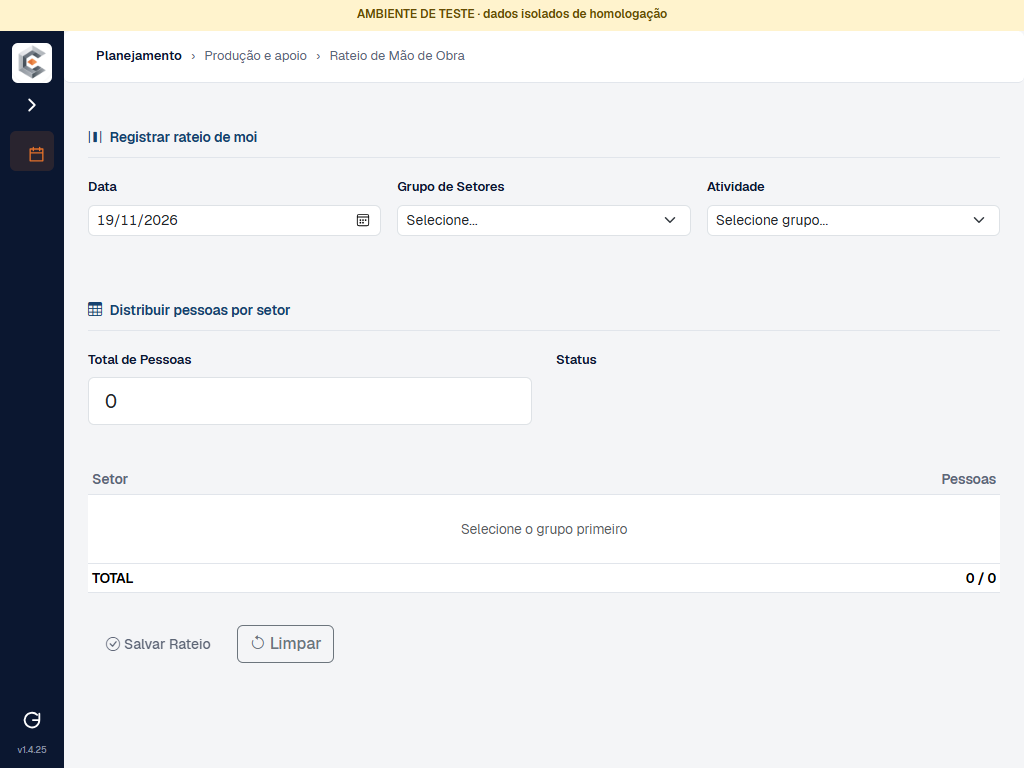 AMBIENTE DE TESTE · dados isolados de homologação
Planejamento › Produção e apoio › Rateio de Mão de Obra
Registrar rateio de moi
Data
Grupo de Setores
Atividade
19/11/2026
Selecione...
Selecione grupo...
Distribuir pessoas por setor
Total de Pessoas
Status
0
Setor
Pessoas
Selecione o grupo primeiro
TOTAL
0 / 0
Salvar Rateio
Limpar
v1.4.25